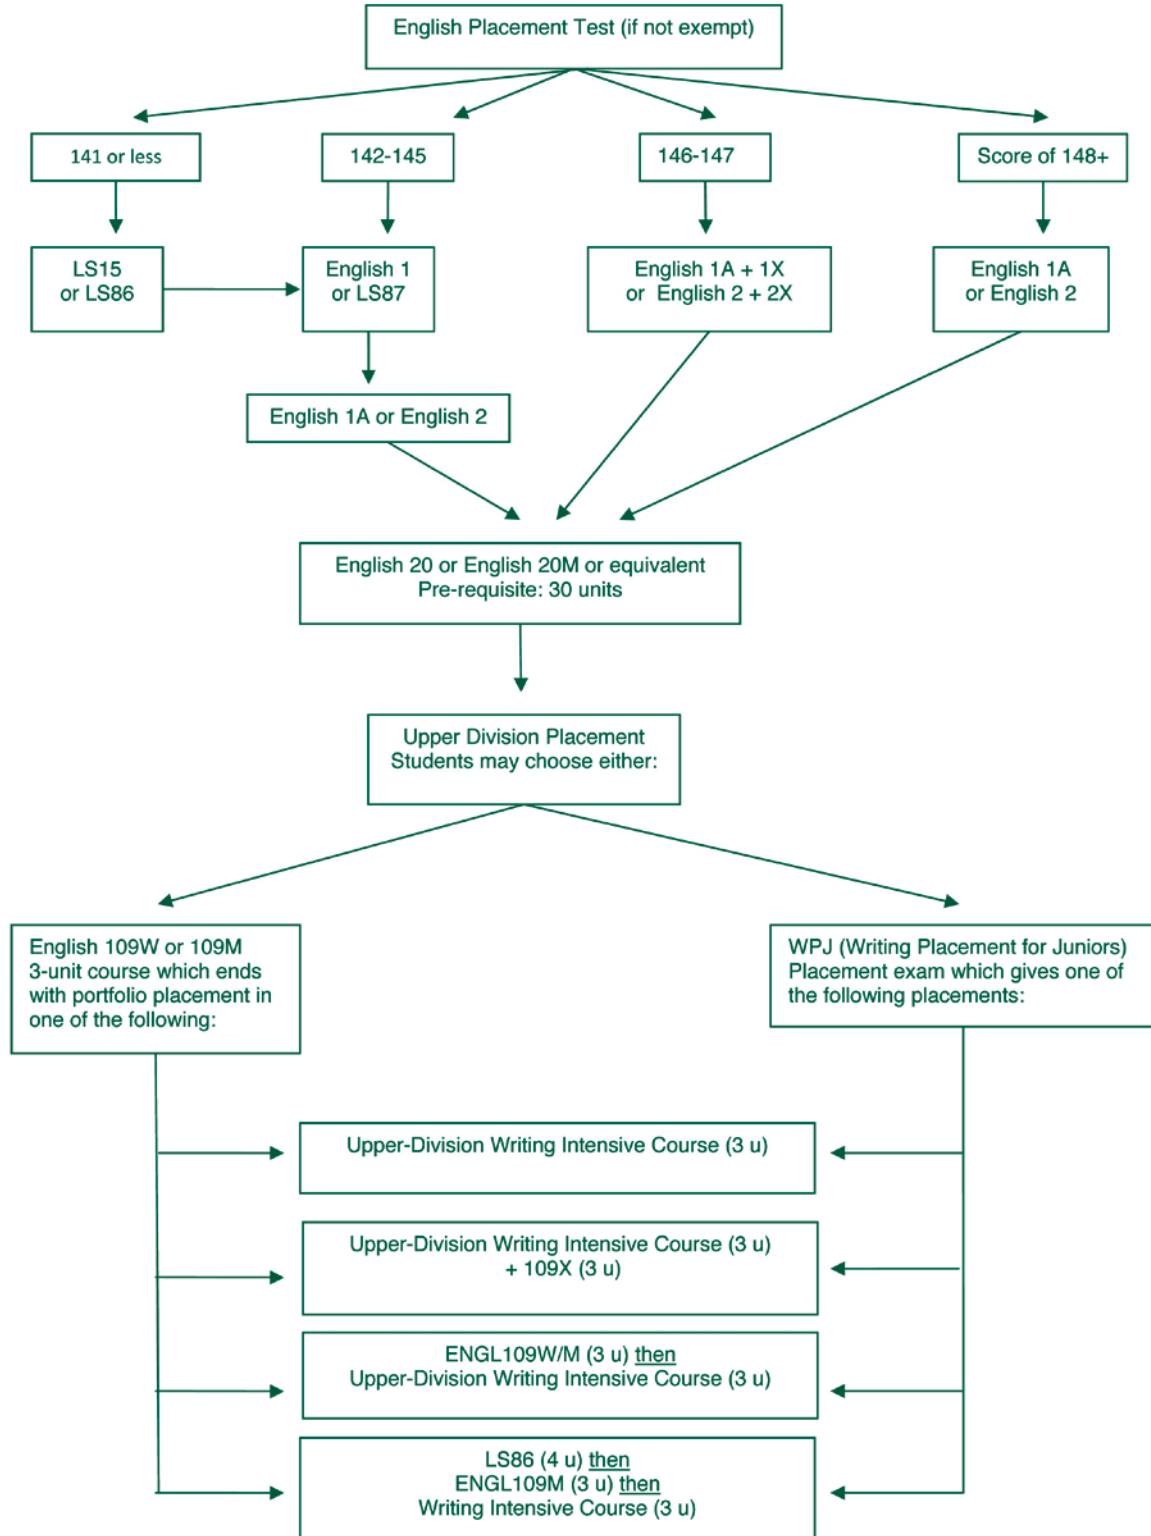 English Placement Test (if not exempt)
141 or less
142-145
146-147
Score of 148+
LS15
or LS86
English 1
or LS87
English 1A + 1X
or English 2 + 2X
English 1A
or English 2
English 1A or English 2
English 20 or English 20M or equivalent
Pre-requisite: 30 units
Upper Division Placement
Students may choose either:
English 109W or 109M
3-unit course which ends
with portfolio placement in
one of the following:
WPJ (Writing Placement for Juniors)
Placement exam which gives one of
the following placements:
Upper-Division Writing Intensive Course (3 u)
Upper-Division Writing Intensive Course (3 u)
+ 109X (3 u)
ENGL109W/M (3 u) then
Upper-Division Writing Intensive Course (3 u)
LS86 (4 u) then
ENGL109M (3 u) then
Writing Intensive Course (3 u)